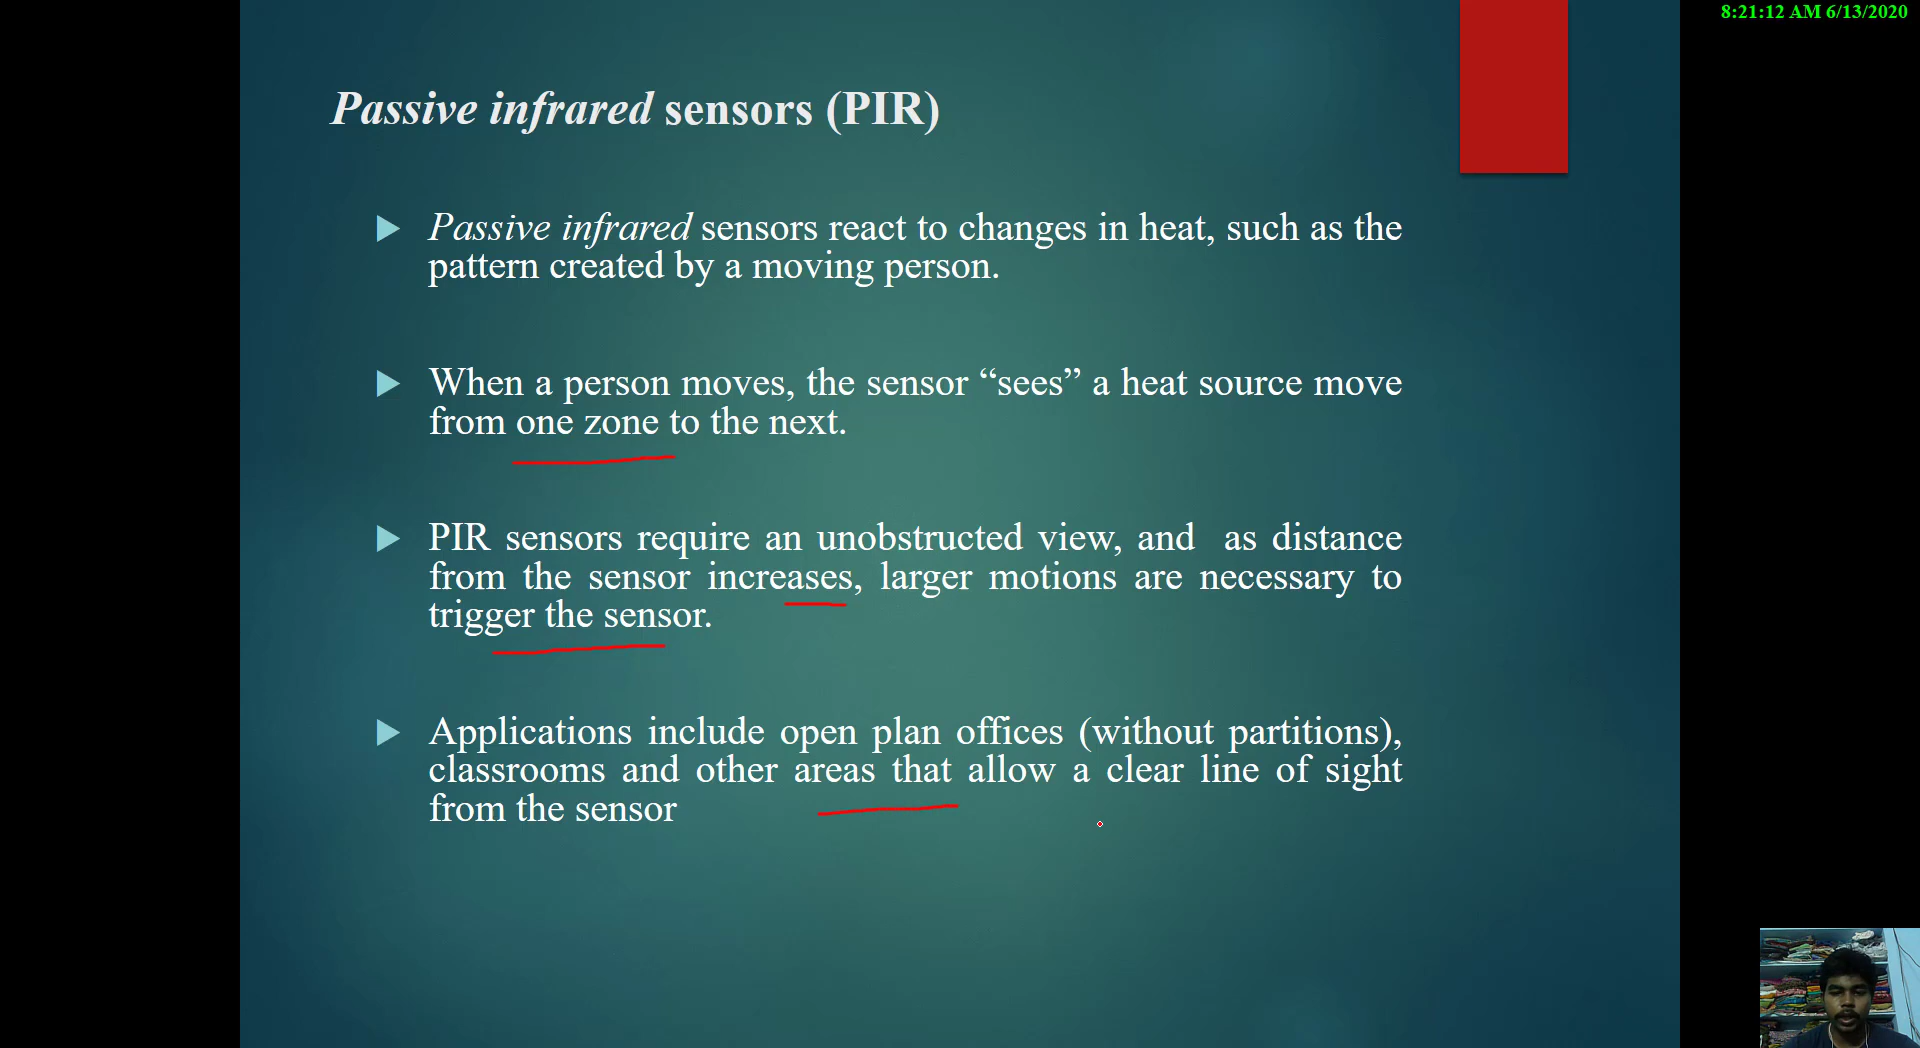 8:21:12 AM 6/13/2020
Passive infrared sensors (PIR)
Passive infrared sensors react to changes in heat, such as the
pattern created by a moving person.
When a person moves, the sensor “sees” a heat source move
from one zone to the next.
PIR sensors require an unobstructed view, and  as distance
from the sensor increases, larger motions are necessary to
trigger the sensor.
Applications include open plan offices (without partitions),
classrooms and other areas that allow a clear line of sight
from the sensor